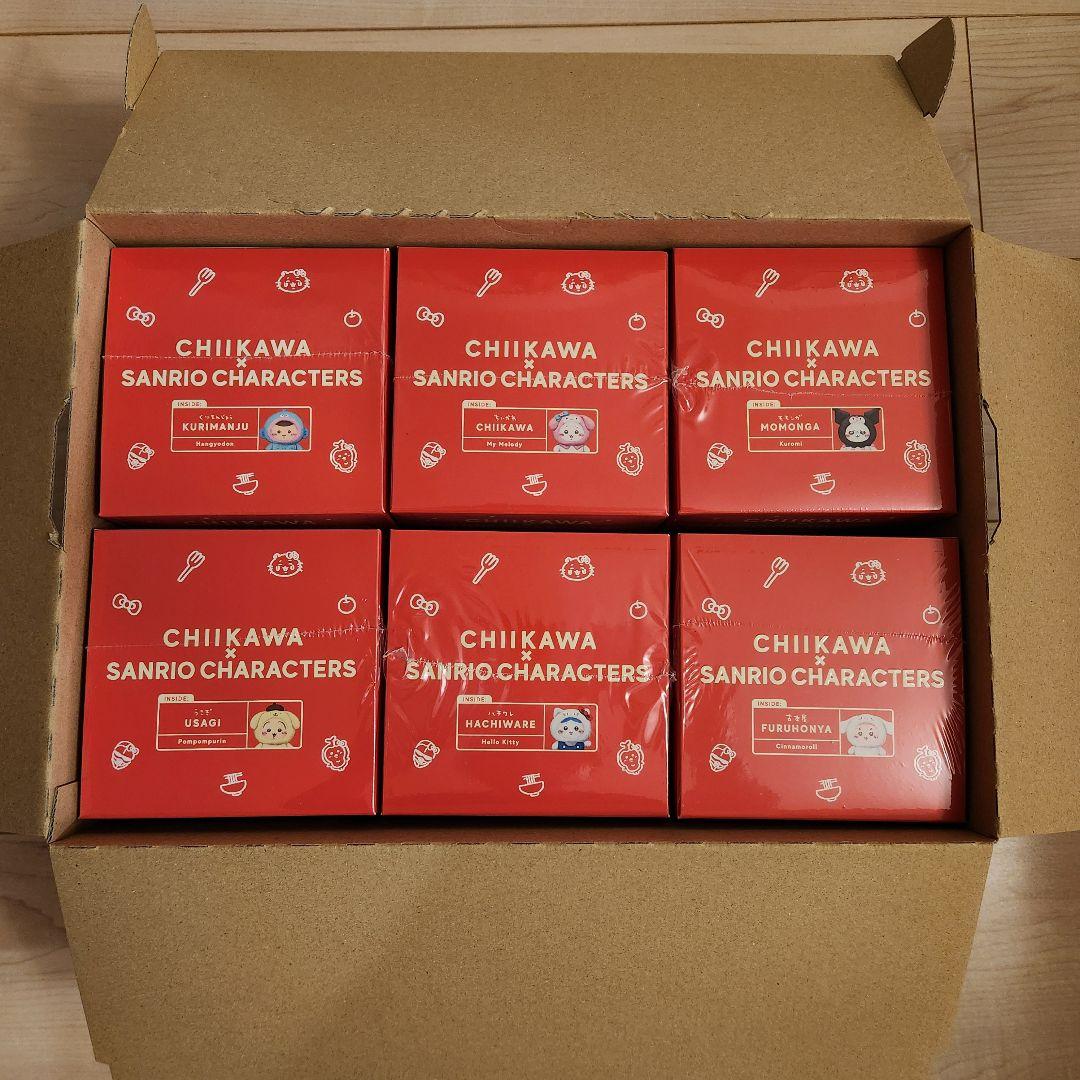 CHIIKAWA
×
SANRIO CHARACTERS
INSIDE:
くりまんじゅう
KURIMANJU
Hangyodon
CHIIKAWA
×
SANRIO CHARACTERS
INSIDE:
ちいかわ
CHIIKAWA
My Melody
CHIIKAWA
×
SANRIO CHARACTERS
INSIDE:
モモンガ
MOMONGA
Kuromi
CHIIKAWA
CHIIKAWA
CHIIKAWA
×
SANRIO CHARACTERS
INSIDE:
うさぎ
USAGI
Pompompurin
CHIIKAWA
×
SANRIO CHARACTERS
INSIDE:
ハチワレ
HACHIWARE
Hello Kitty
CHIIKAWA
×
SANRIO CHARACTERS
INSIDE:
古本屋
FURUHONYA
Cinnamoroll